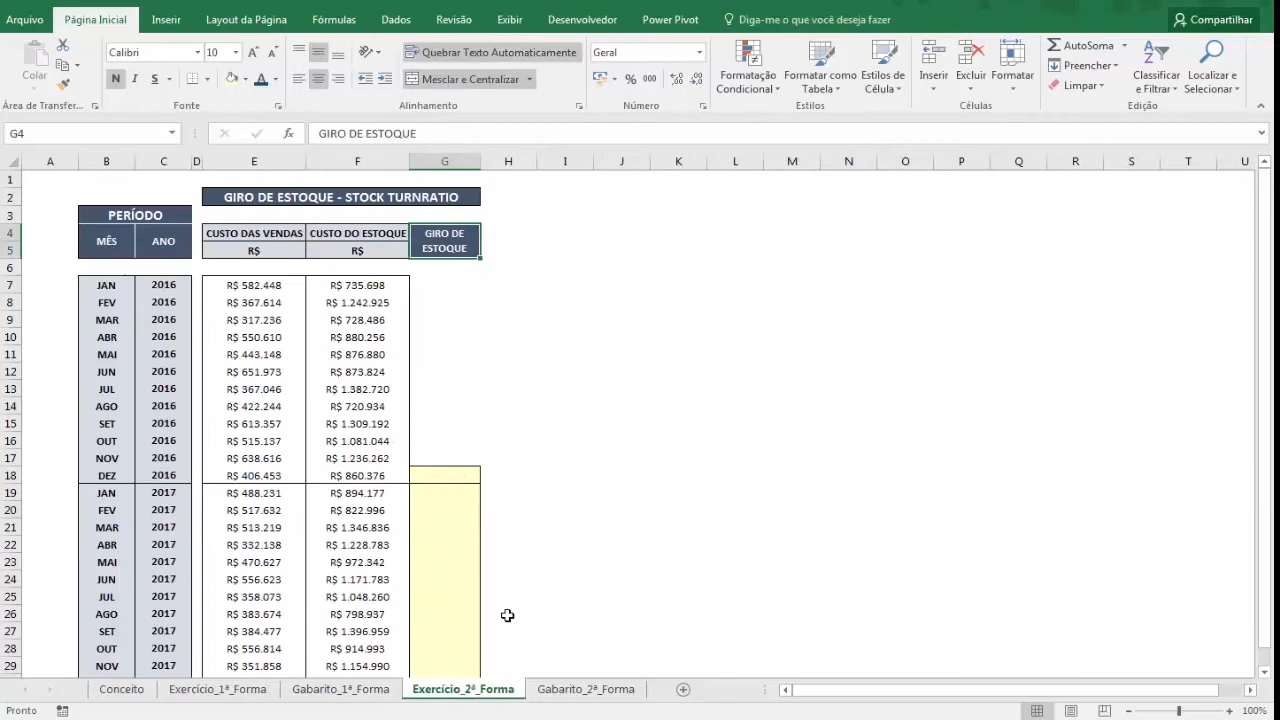 Arquivo Página Inicial Inserir Layout da Página Fórmulas Dados Revisão Exibir Desenvolvedor Power Pivot Diga-me o que você deseja fazer Compartilhar
Colar Calibri 10 Quebrar Texto Automaticamente Geral Formatação Condicional Formatar como Tabela Estilos de Célula Inserir Excluir Formatar AutoSoma Classificar e Filtrar Localizar e Selecionar
N I S Mesclar e Centralizar % 000 Preencher
Limpar
Área de Transfer... Fonte Alinhamento Número Estilos Células Edição
G4 fx GIRO DE ESTOQUE
A B C D E F G H I J K L M N O P Q R S T U
1
2 GIRO DE ESTOQUE - STOCK TURNRATIO
3 PERÍODO
4 MÊS ANO CUSTO DAS VENDAS CUSTO DO ESTOQUE GIRO DE ESTOQUE
5 R$ R$
6
7 JAN 2016 R$ 582.448 R$ 735.698
8 FEV 2016 R$ 367.614 R$ 1.242.925
9 MAR 2016 R$ 317.236 R$ 728.486
10 ABR 2016 R$ 550.610 R$ 880.256
11 MAI 2016 R$ 443.148 R$ 876.880
12 JUN 2016 R$ 651.973 R$ 873.824
13 JUL 2016 R$ 367.046 R$ 1.382.720
14 AGO 2016 R$ 422.244 R$ 720.934
15 SET 2016 R$ 613.357 R$ 1.309.192
16 OUT 2016 R$ 515.137 R$ 1.081.044
17 NOV 2016 R$ 638.616 R$ 1.236.262
18 DEZ 2016 R$ 406.453 R$ 860.376
19 JAN 2017 R$ 488.231 R$ 894.177
20 FEV 2017 R$ 517.632 R$ 822.996
21 MAR 2017 R$ 513.219 R$ 1.346.836
22 ABR 2017 R$ 332.138 R$ 1.228.783
23 MAI 2017 R$ 470.627 R$ 972.342
24 JUN 2017 R$ 556.623 R$ 1.171.783
25 JUL 2017 R$ 358.073 R$ 1.048.260
26 AGO 2017 R$ 383.674 R$ 798.937
27 SET 2017 R$ 384.477 R$ 1.396.959
28 OUT 2017 R$ 556.814 R$ 914.993
29 NOV 2017 R$ 351.858 R$ 1.154.990
Conceito Exercício_1ª_Forma Gabarito_1ª_Forma Exercício_2ª_Forma Gabarito_2ª_Forma
Pronto 100%